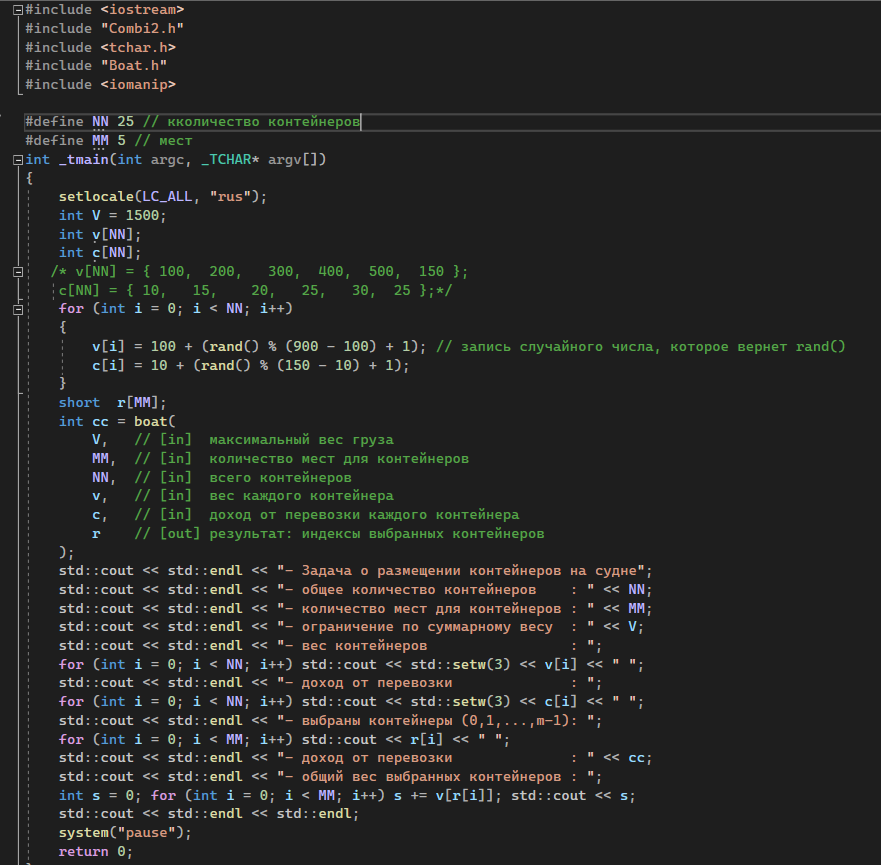 #include <iostream>
#include "Combi2.h"
#include <tchar.h>
#include "Boat.h"
#include <iomanip>
#define NN 25 // кколичество контейнеров
#define MM 5 // мест
int _tmain(int argc, _TCHAR* argv[])
{
setlocale(LC_ALL, "rus");
int V = 1500;
int v[NN];
int c[NN];
/* v[NN] = { 100, 200, 300, 400, 500, 150 };
c[NN] = { 10, 15, 20, 25, 30, 25 };*/
for (int i = 0; i < NN; i++)
{
v[i] = 100 + (rand() % (900 - 100) + 1); // запись случайного числа, которое вернет rand()
c[i] = 10 + (rand() % (150 - 10) + 1);
}
short r[MM];
int cc = boat(
V, // [in] максимальный вес груза
MM, // [in] количество мест для контейнеров
NN, // [in] всего контейнеров
v, // [in] вес каждого контейнера
c, // [in] доход от перевозки каждого контейнера
r // [out] результат: индексы выбранных контейнеров
);
std::cout << std::endl << "- Задача о размещении контейнеров на судне";
std::cout << std::endl << "- общее количество контейнеров : " << NN;
std::cout << std::endl << "- количество мест для контейнеров : " << MM;
std::cout << std::endl << "- ограничение по суммарному весу : " << V;
std::cout << std::endl << "- вес контейнеров : ";
for (int i = 0; i < NN; i++) std::cout << std::setw(3) << v[i] << " ";
std::cout << std::endl << "- доход от перевозки : ";
for (int i = 0; i < NN; i++) std::cout << std::setw(3) << c[i] << " ";
std::cout << std::endl << "- выбраны контейнеры (0,1,...,m-1): ";
for (int i = 0; i < MM; i++) std::cout << r[i] << " ";
std::cout << std::endl << "- доход от перевозки : " << cc;
std::cout << std::endl << "- общий вес выбранных контейнеров : ";
int s = 0; for (int i = 0; i < MM; i++) s += v[r[i]]; std::cout << s;
std::cout << std::endl << std::endl;
system("pause");
return 0;